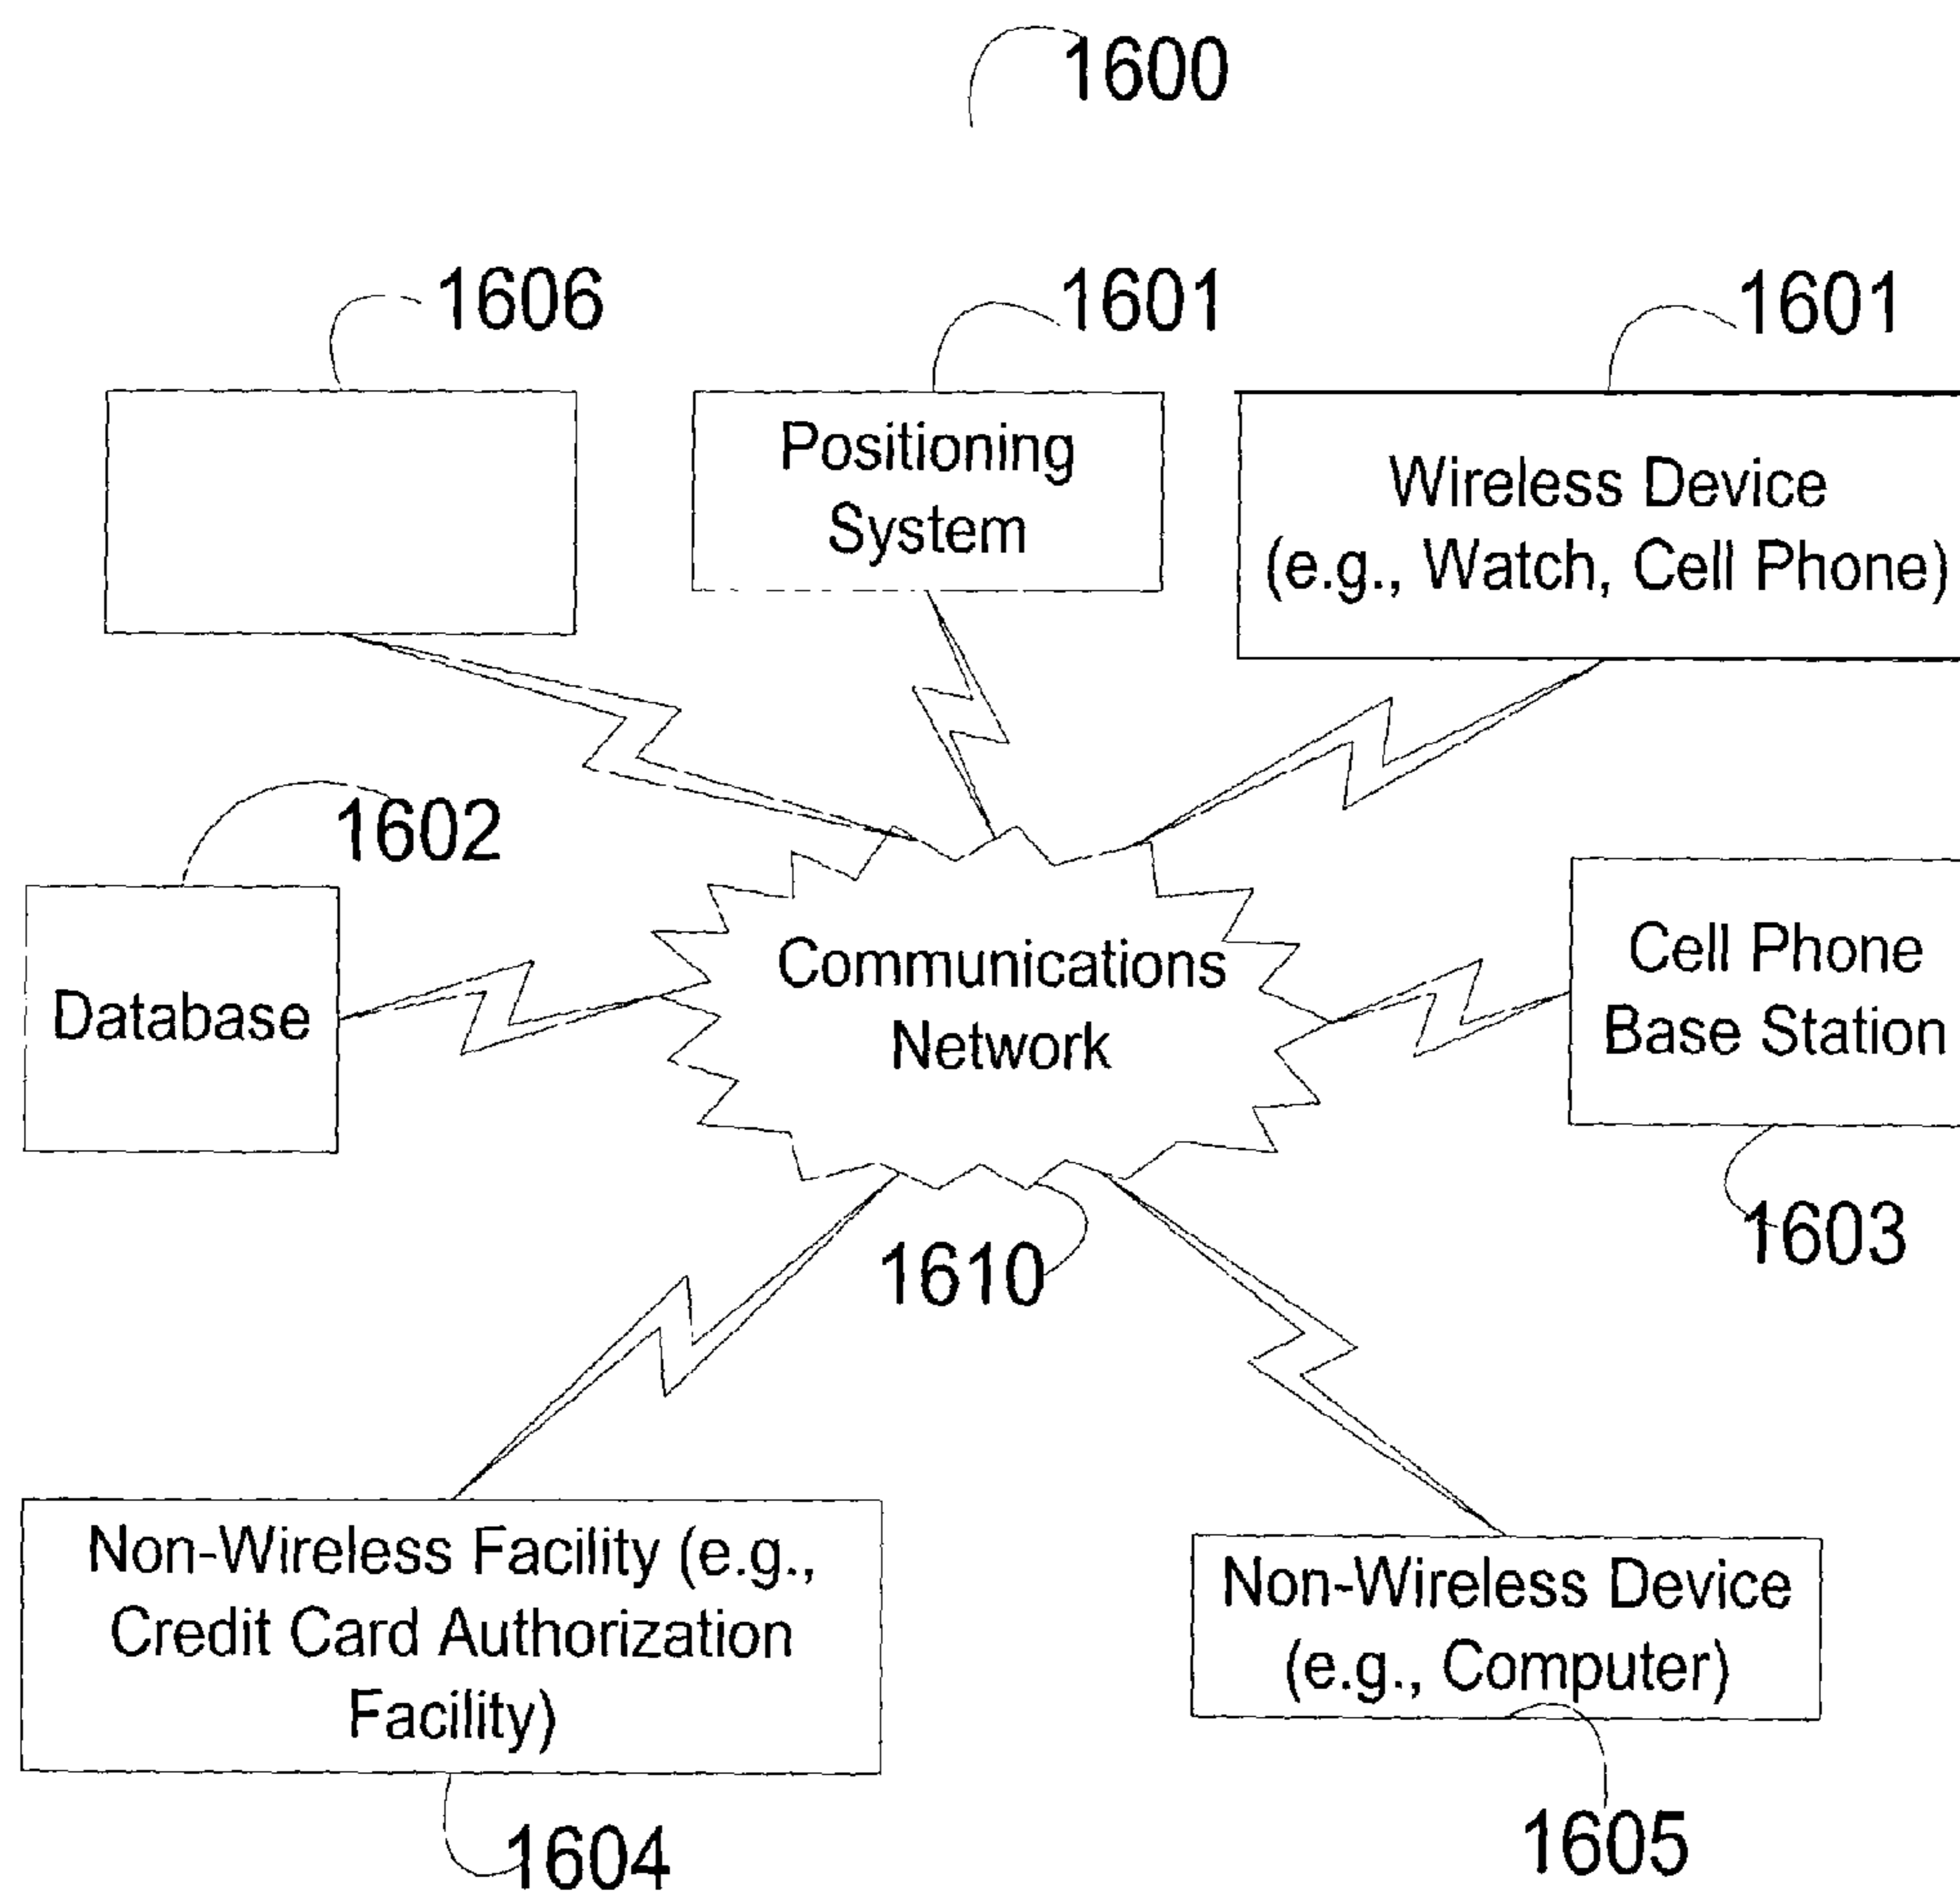 1600
1606
1601
1601
Positioning
System
Wireless Device
(e.g., Watch, Cell Phone)
1602
Database
Communications
Network
Cell Phone
Base Station
1603
1610
Non-Wireless Facility (e.g.,
Credit Card Authorization
Facility)
Non-Wireless Device
(e.g., Computer)
1604
1605